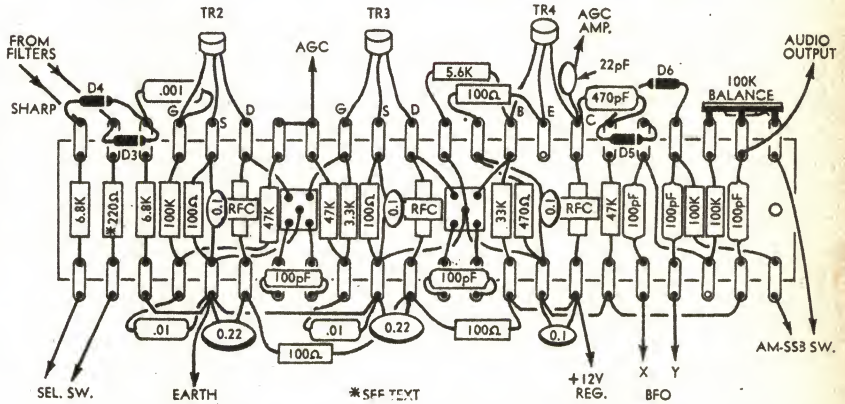 TR2
TR3
TR4
AGC
AMP.
AUDIO
OUTPUT
FROM
FILTERS
AGC
22pF
D6
D4
.001
5.6K
100Ω
470pF
100K
BALANCE
SHARP
G
S
D
G
S
D
B
E
C
D3
D5
6.8K
*220Ω
6.8K
100K
100Ω
0.1
RFC
47K
47K
3.3K
100Ω
0.1
RFC
33K
470Ω
0.1
RFC
47K
100pF
100pF
100K
100K
100pF
100pF
100pF
.01
0.22
100Ω
.01
0.22
100Ω
0.1
SEL. SW.
EARTH
*SEE TEXT
+12V
REG.
X
Y
BFO
AM-SSB SW.